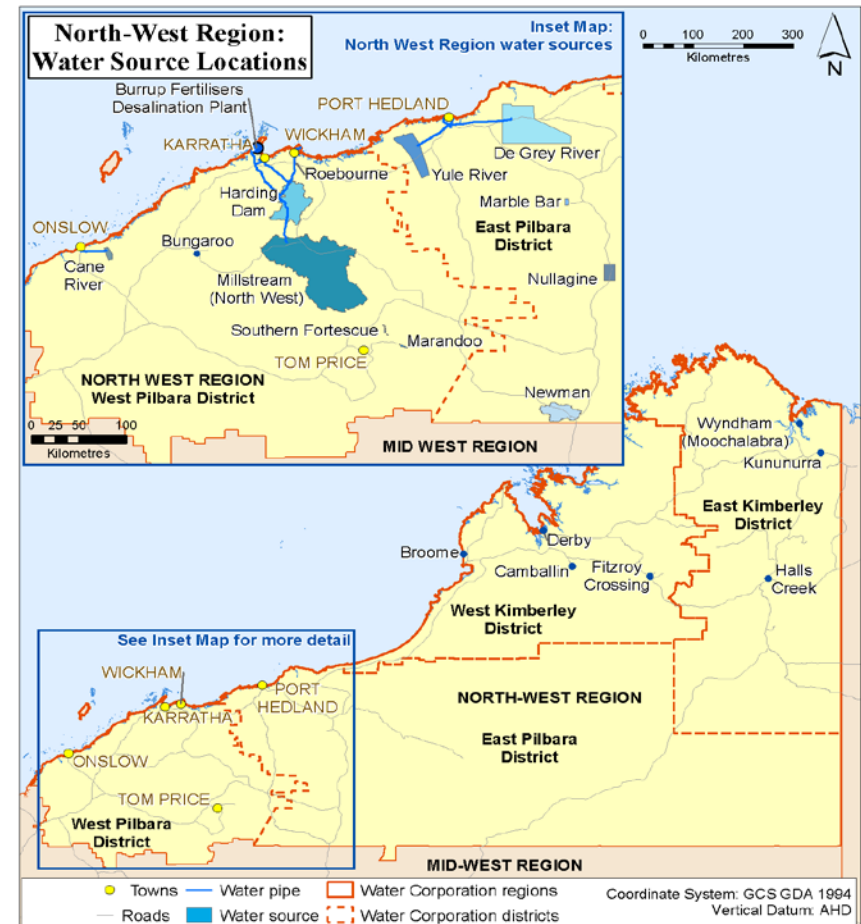 North-West Region:
Water Source Locations
Inset Map:
North West Region water sources
0 100 200 300
Kilometres
N
Burrup Fertilisers
Desalination Plant
PORT HEDLAND
KARRATHA
WICKHAM
De Grey River
Roebourne
Yule River
Harding
Dam
Marble Bar
ONSLOW
Bungaroo
East Pilbara
District
Cane
River
Millstream
(North West)
Nullagine
Southern Fortescue
Marandoo
TOM PRICE
NORTH WEST REGION
West Pilbara District
Newman
0 25 50 100
Kilometres
MID WEST REGION
Wyndham
(Moochalabra)
Kununurra
East Kimberley
District
Broome
Derby
Camballin
Fitzroy
Crossing
Halls
Creek
West Kimberley
District
See Inset Map for more detail
WICKHAM
PORT
HEDLAND
KARRATHA
NORTH-WEST REGION
East Pilbara
District
ONSLOW
TOM PRICE
West Pilbara
District
MID-WEST REGION
Towns
Water pipe
Water Corporation regions
Roads
Water source
Water Corporation districts
Coordinate System: GCS GDA 1994
Vertical Datum: AHD